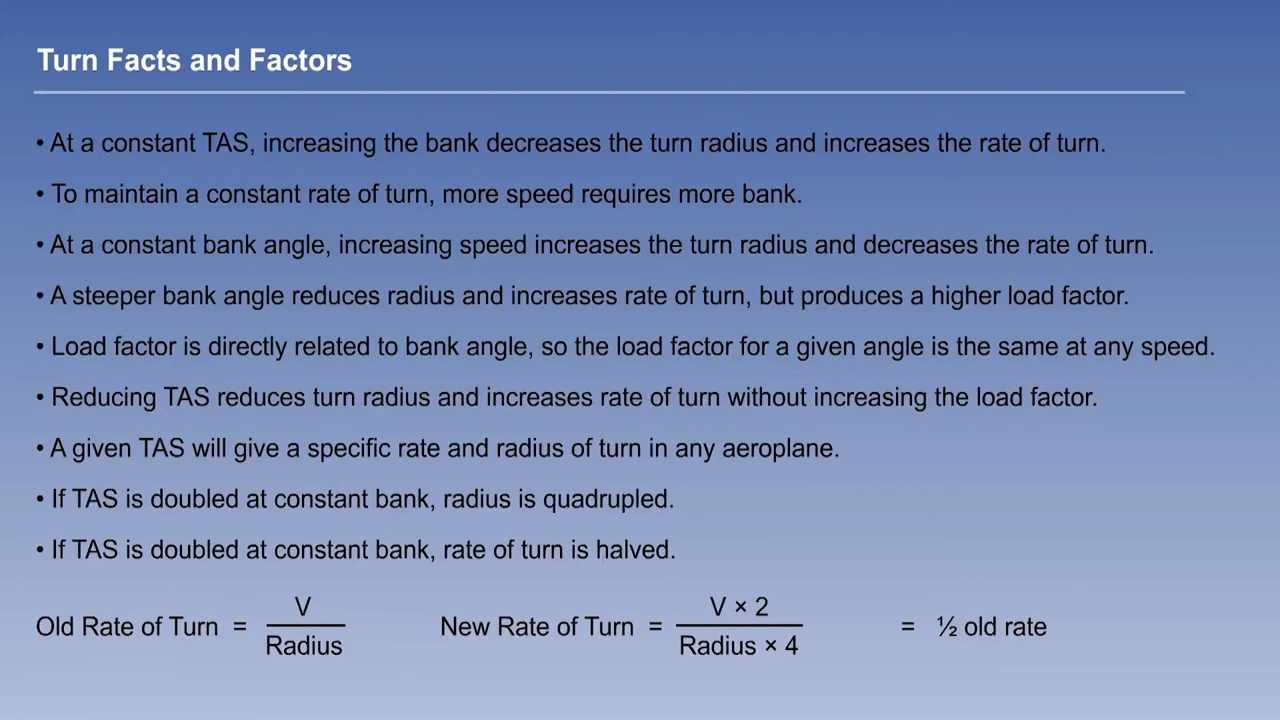 Turn Facts and Factors
• At a constant TAS, increasing the bank decreases the turn radius and increases the rate of turn.
• To maintain a constant rate of turn, more speed requires more bank.
• At a constant bank angle, increasing speed increases the turn radius and decreases the rate of turn.
• A steeper bank angle reduces radius and increases rate of turn, but produces a higher load factor.
• Load factor is directly related to bank angle, so the load factor for a given angle is the same at any speed.
• Reducing TAS reduces turn radius and increases rate of turn without increasing the load factor.
• A given TAS will give a specific rate and radius of turn in any aeroplane.
• If TAS is doubled at constant bank, radius is quadrupled.
• If TAS is doubled at constant bank, rate of turn is halved.
Old Rate of Turn = V / Radius New Rate of Turn = V × 2 / Radius × 4 = ½ old rate